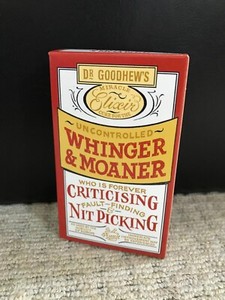 DR GOODHEW'S
MIRACLE
Elixir
UNCONTROLLED
WHINGER
& MOANER
WHO IS FOREVER
CRITICISING
FAULT-FINDING
&
NIT PICKING